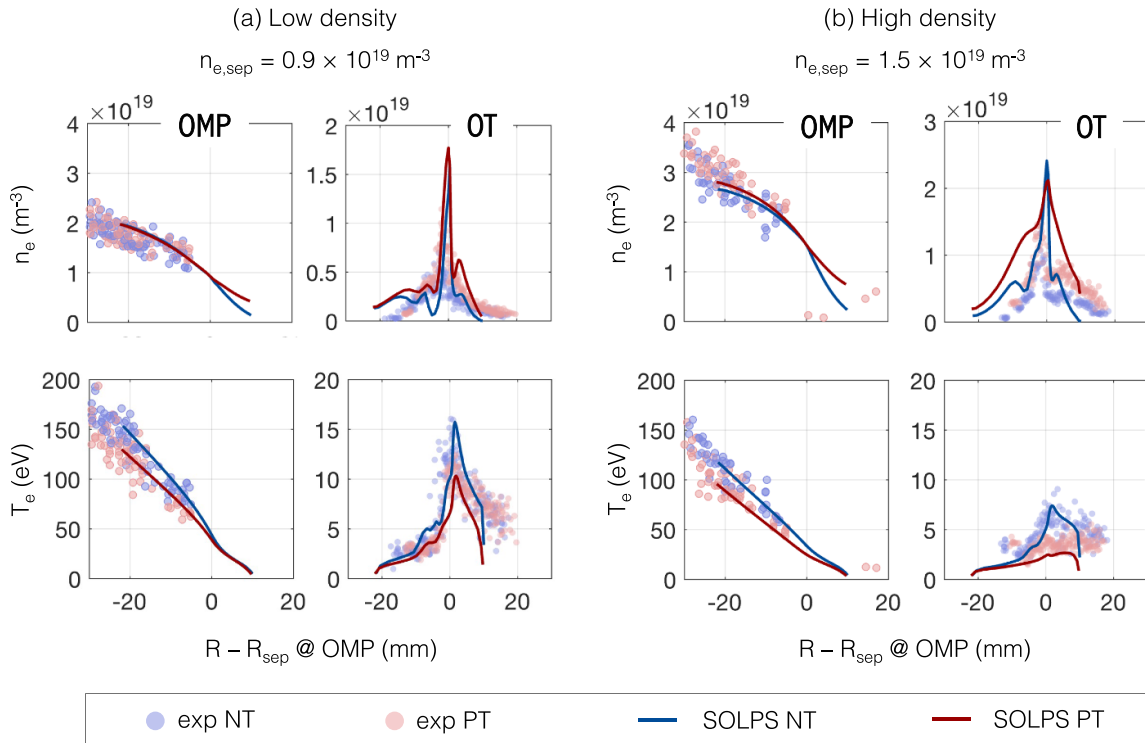 (a) Low density
n_e,sep = 0.9 × 10^19 m^-3
(b) High density
n_e,sep = 1.5 × 10^19 m^-3
×10^19
OMP
4
3
2
1
0
n_e (m^-3)
×10^19
OT
2
1.5
1
0.5
0
×10^19
OMP
4
3
2
1
0
n_e (m^-3)
×10^19
OT
3
2
1
0
200
150
100
50
0
T_e (eV)
-20 0 20
20
15
10
5
0
-20 0 20
200
150
100
50
0
T_e (eV)
-20 0 20
20
15
10
5
0
-20 0 20
R – R_sep @ OMP (mm)
R – R_sep @ OMP (mm)
exp NT exp PT SOLPS NT SOLPS PT